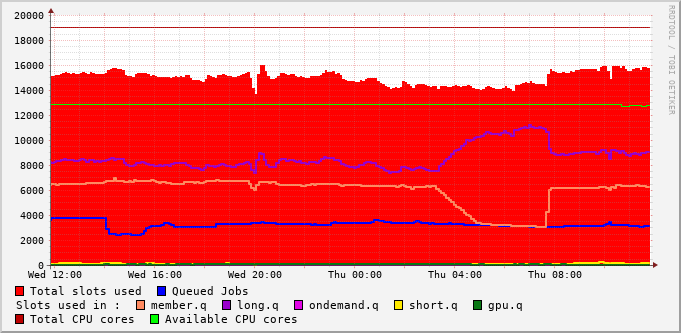 20000
18000
16000
14000
12000
10000
8000
6000
4000
2000
0
Wed 12:00 Wed 16:00 Wed 20:00 Thu 00:00 Thu 04:00 Thu 08:00
Total slots used Queued Jobs
Slots used in : member.q long.q ondemand.q short.q gpu.q
Total CPU cores Available CPU cores
RRDTOOL / TOBI OETIKER